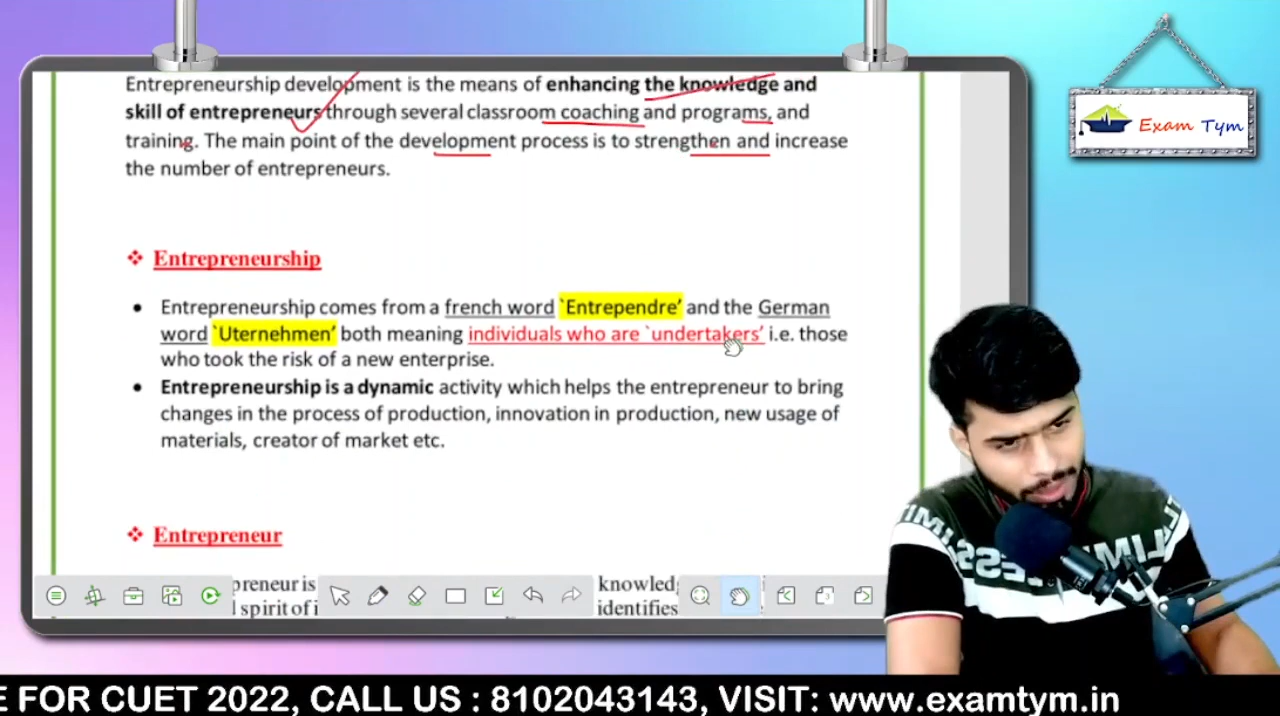 Entrepreneurship development is the means of enhancing the knowledge and
skill of entrepreneurs through several classroom coaching and programs, and
training. The main point of the development process is to strengthen and increase
the number of entrepreneurs.
Exam Tym
❖ Entrepreneurship
• Entrepreneurship comes from a french word `Entrependre’ and the German
word `Uternehmen’ both meaning individuals who are `undertakers’ i.e. those
who took the risk of a new enterprise.
• Entrepreneurship is a dynamic activity which helps the entrepreneur to bring
changes in the process of production, innovation in production, new usage of
materials, creator of market etc.
❖ Entrepreneur
preneur is
spirit of
identifies
E FOR CUET 2022, CALL US : 8102043143, VISIT: www.examtym.in